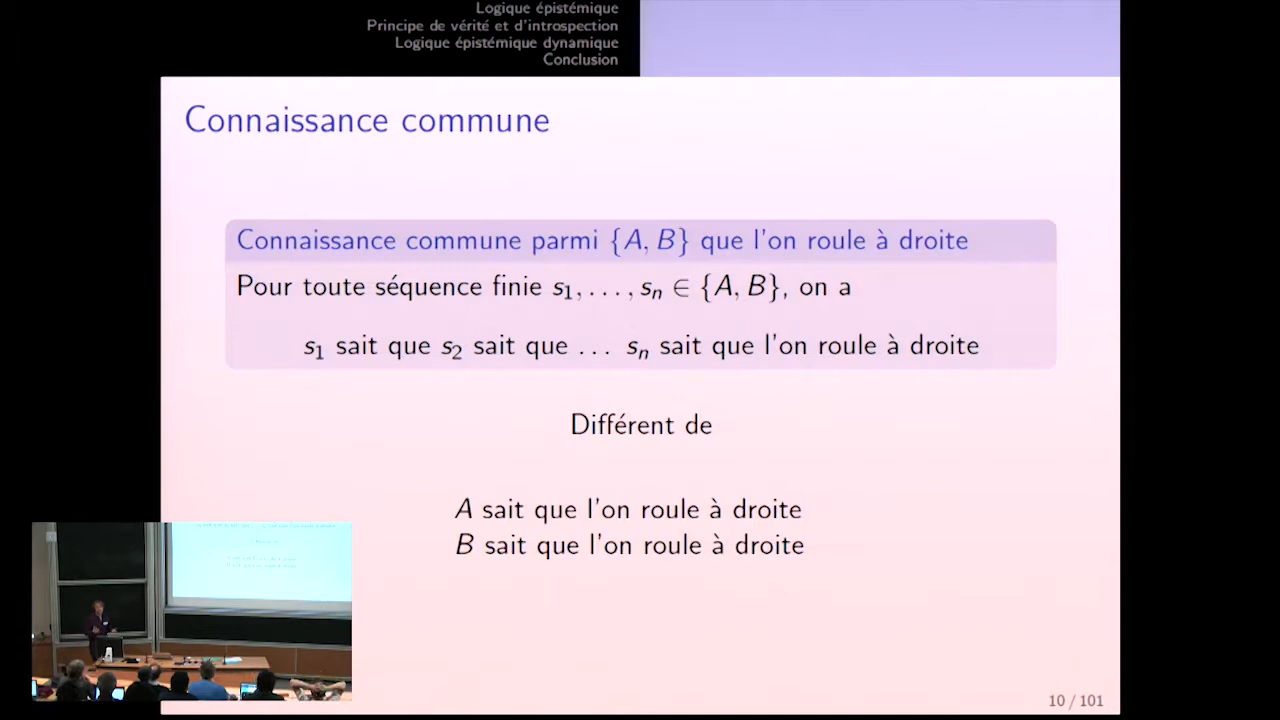 Logique épistémique
Principe de vérité et d'introspection
Logique épistémique dynamique
Conclusion
Connaissance commune
Connaissance commune parmi {A, B} que l'on roule à droite
Pour toute séquence finie s₁, . . . , sₙ ∈ {A, B}, on a
s₁ sait que s₂ sait que . . . sₙ sait que l'on roule à droite
Différent de
A sait que l'on roule à droite
B sait que l'on roule à droite
10 / 101